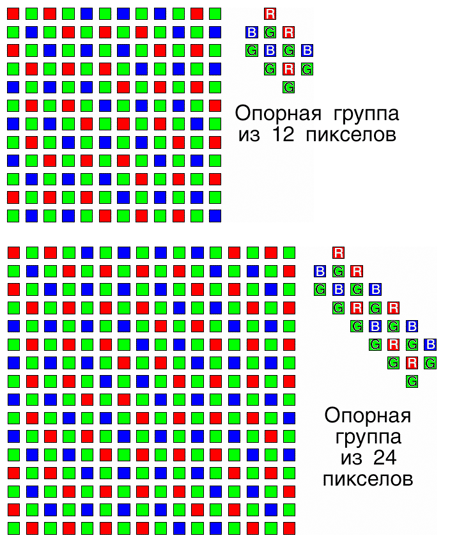 R
B G R
G B G B
G R G
G
Опорная группа
из 12 пикселов
R
B G R
G B G B
G R G R
G B G B
G R G B
G R G
G
Опорная
группа
из 24
пикселов